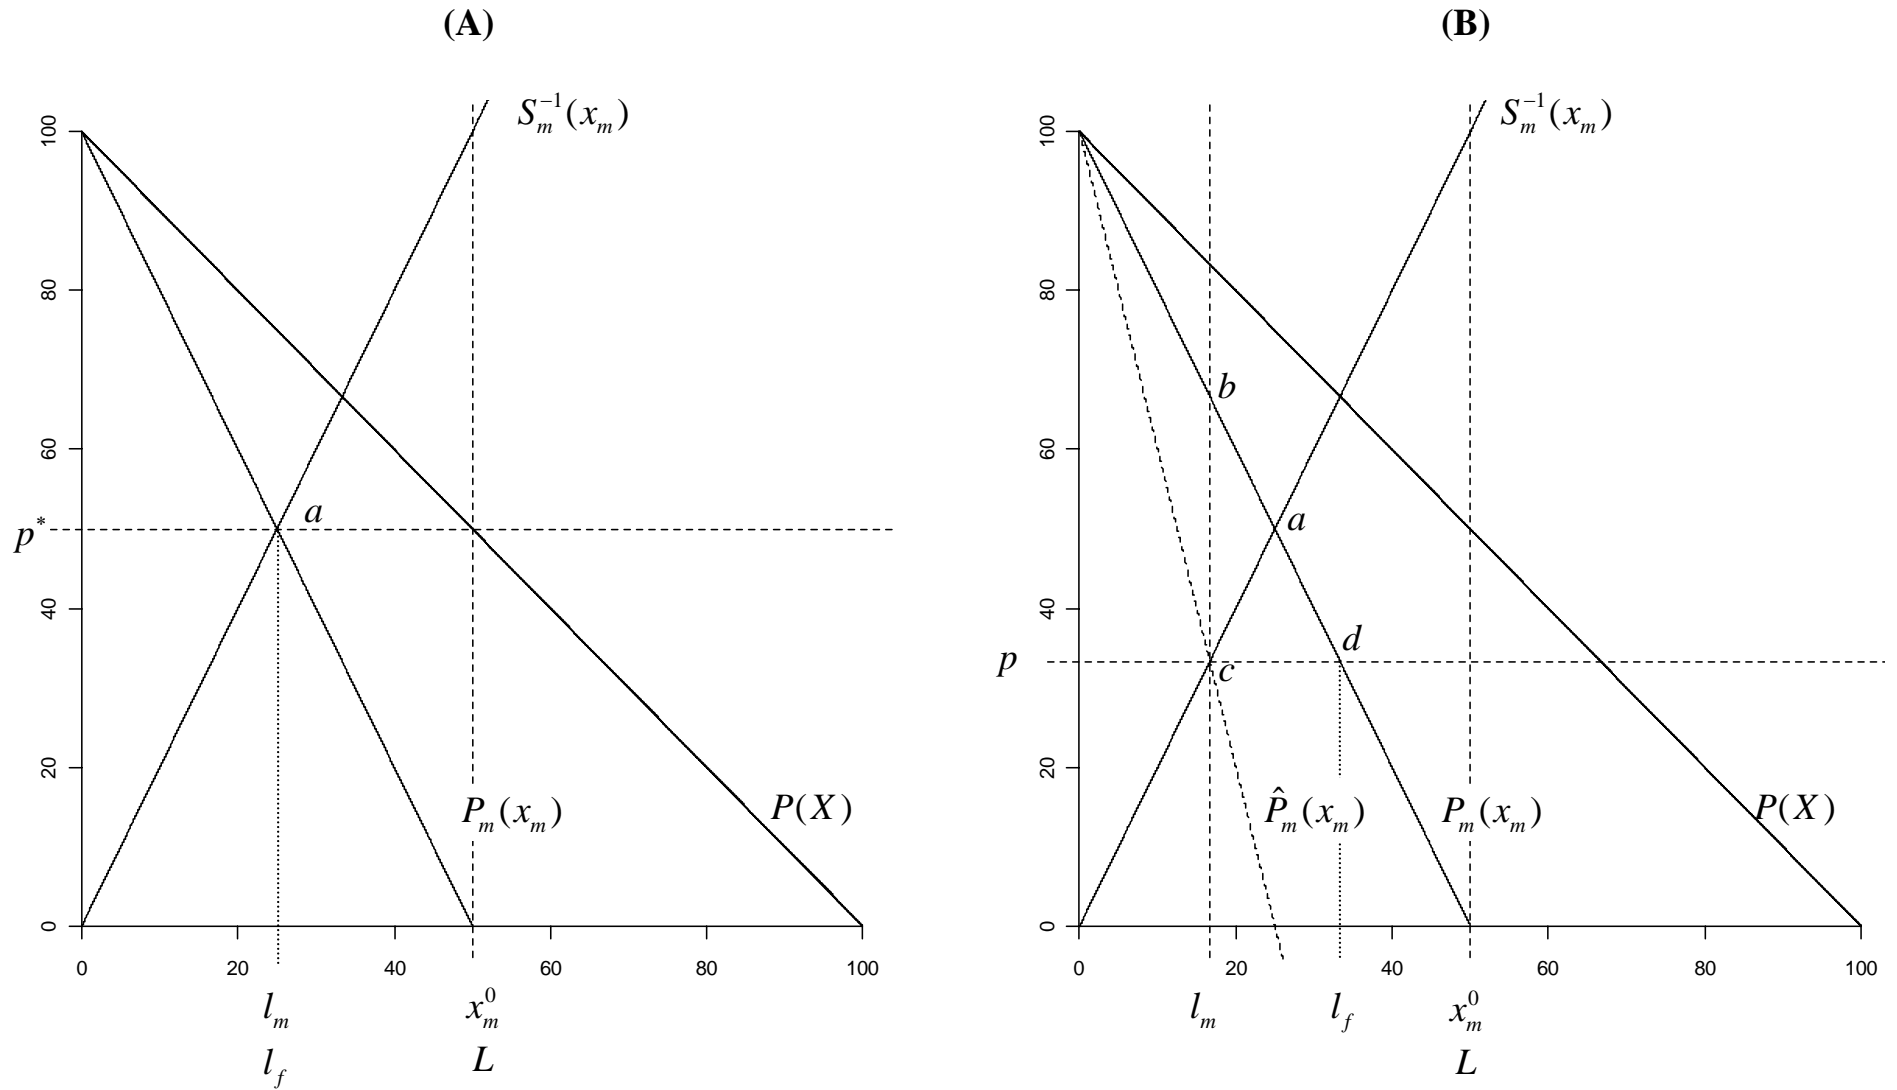 (A)
S_m^{-1}(x_m)
100
80
60
a
p*
40
20
P_m(x_m)
P(X)
0
0 20 40 60 80 100
l_m x_m^0
l_f L
(B)
S_m^{-1}(x_m)
100
80
b
60
a
40
d
p
c
20
P̂_m(x_m) P_m(x_m) P(X)
0
0 20 40 60 80 100
l_m l_f x_m^0
L